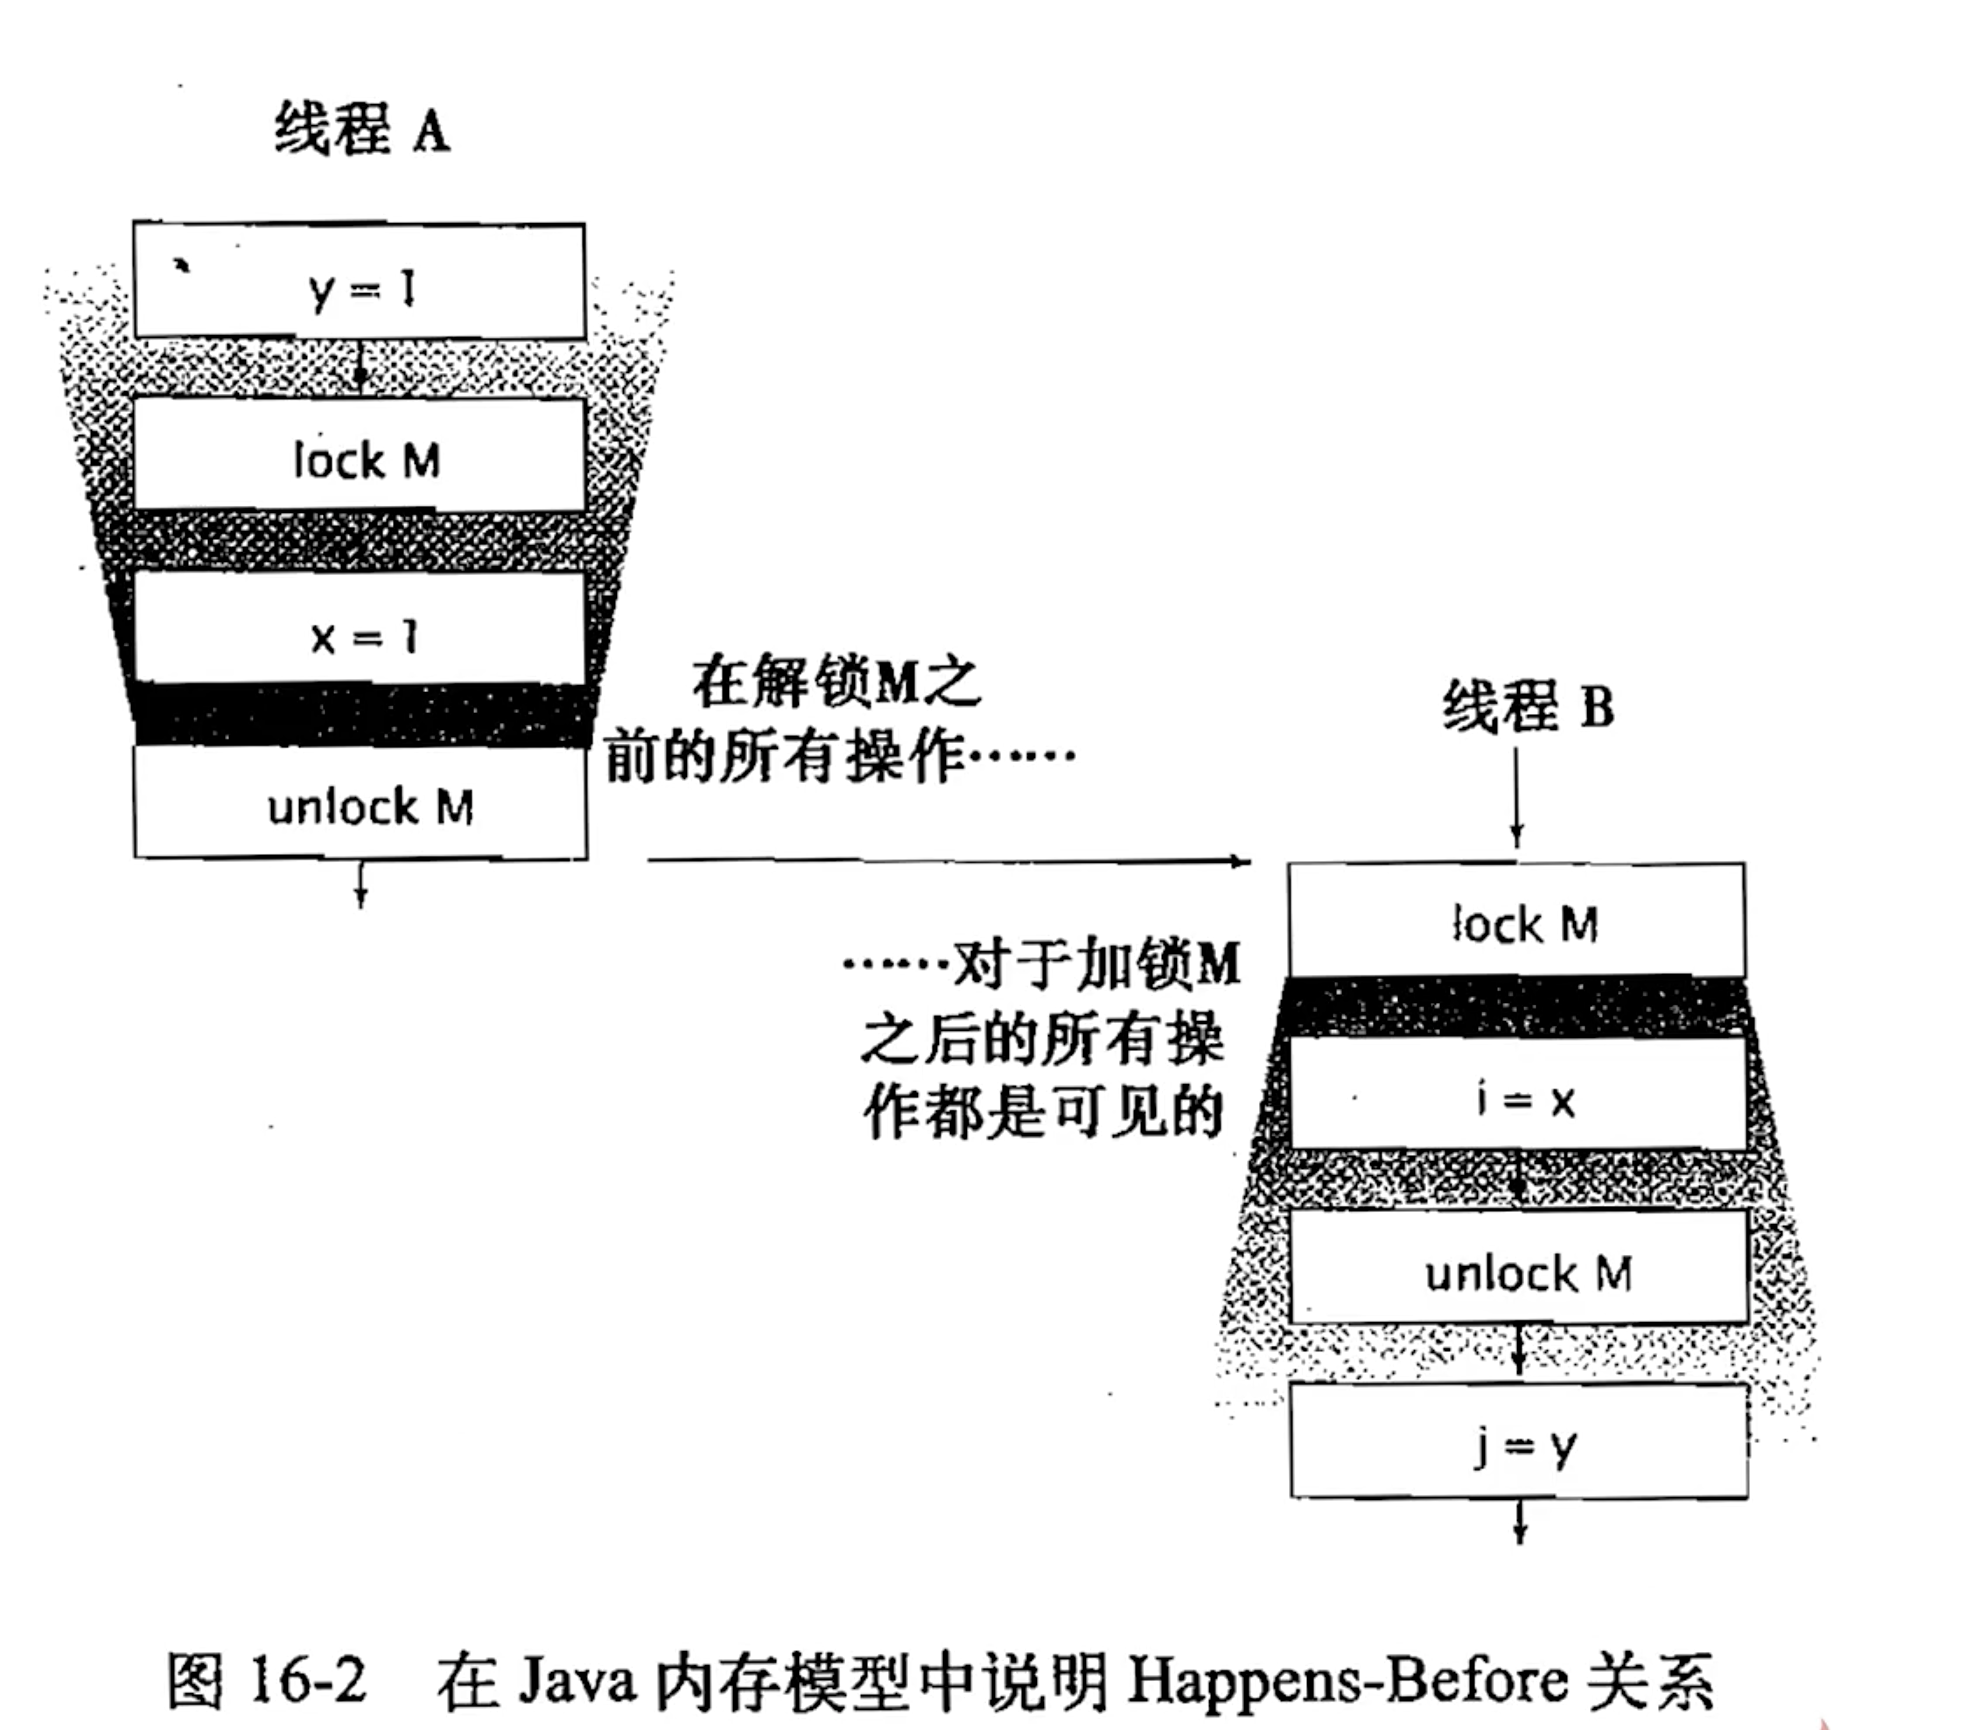 线程 A
y = 1
lock M
x = 1
unlock M
在解锁M之
前的所有操作……
线程 B
……对于加锁M
之后的所有操
作都是可见的
lock M
i = x
unlock M
j = y
图 16-2 在 Java 内存模型中说明 Happens-Before 关系